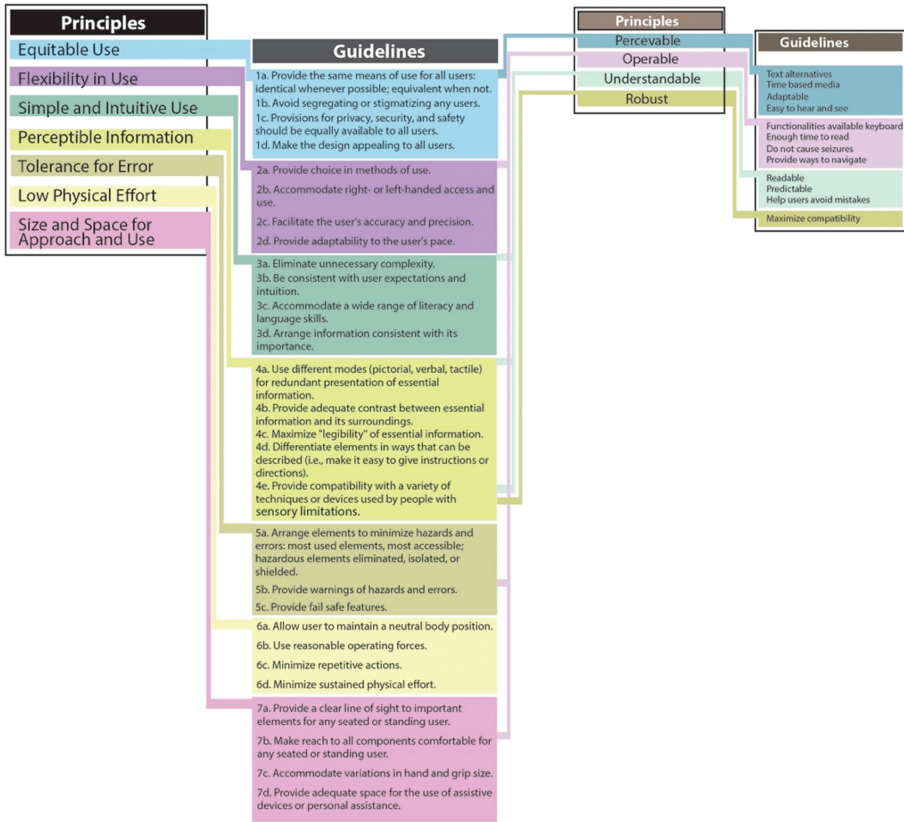 Principles
Equitable Use
Flexibility in Use
Simple and Intuitive Use
Perceptible Information
Tolerance for Error
Low Physical Effort
Size and Space for
Approach and Use
Guidelines
1a. Provide the same means of use for all users:
identical whenever possible; equivalent when not.
1b. Avoid segregating or stigmatizing any users.
1c. Provisions for privacy, security, and safety
should be equally available to all users.
1d. Make the design appealing to all users.
2a. Provide choice in methods of use.
2b. Accommodate right- or left-handed access and
use.
2c. Facilitate the user's accuracy and precision.
2d. Provide adaptability to the user's pace.
3a. Eliminate unnecessary complexity.
3b. Be consistent with user expectations and
intuition.
3c. Accommodate a wide range of literacy and
language skills.
3d. Arrange information consistent with its
importance.
4a. Use different modes (pictorial, verbal, tactile)
for redundant presentation of essential
information.
4b. Provide adequate contrast between essential
information and its surroundings.
4c. Maximize "legibility" of essential information.
4d. Differentiate elements in ways that can be
described (i.e., make it easy to give instructions or
directions).
4e. Provide compatibility with a variety of
techniques or devices used by people with
sensory limitations.
5a. Arrange elements to minimize hazards and
errors: most used elements, most accessible;
hazardous elements eliminated, isolated, or
shielded.
5b. Provide warnings of hazards and errors.
5c. Provide fail safe features.
6a. Allow user to maintain a neutral body position.
6b. Use reasonable operating forces.
6c. Minimize repetitive actions.
6d. Minimize sustained physical effort.
7a. Provide a clear line of sight to important
elements for any seated or standing user.
7b. Make reach to all components comfortable for
any seated or standing user.
7c. Accommodate variations in hand and grip size.
7d. Provide adequate space for the use of assistive
devices or personal assistance.
Principles
Percevable
Operable
Understandable
Robust
Guidelines
Text alternatives
Time based media
Adaptable
Easy to hear and see
Functionalities available keyboard
Enough time to read
Do not cause seizures
Provide ways to navigate
Readable
Predictable
Help users avoid mistakes
Maximize compatibility